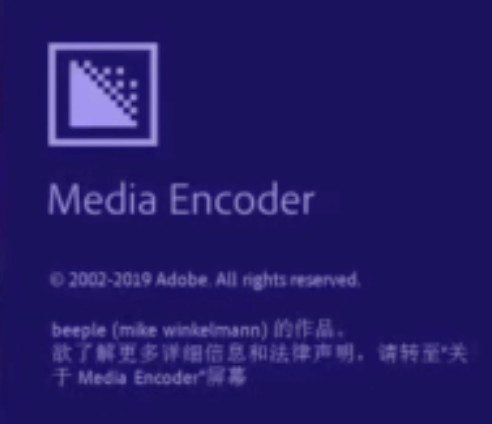 Media Encoder
© 2002-2019 Adobe. All rights reserved.
beeple (mike winkelmann) 的作品。
欲了解更多详细信息和法律声明，请转至"关
于 Media Encoder"屏幕